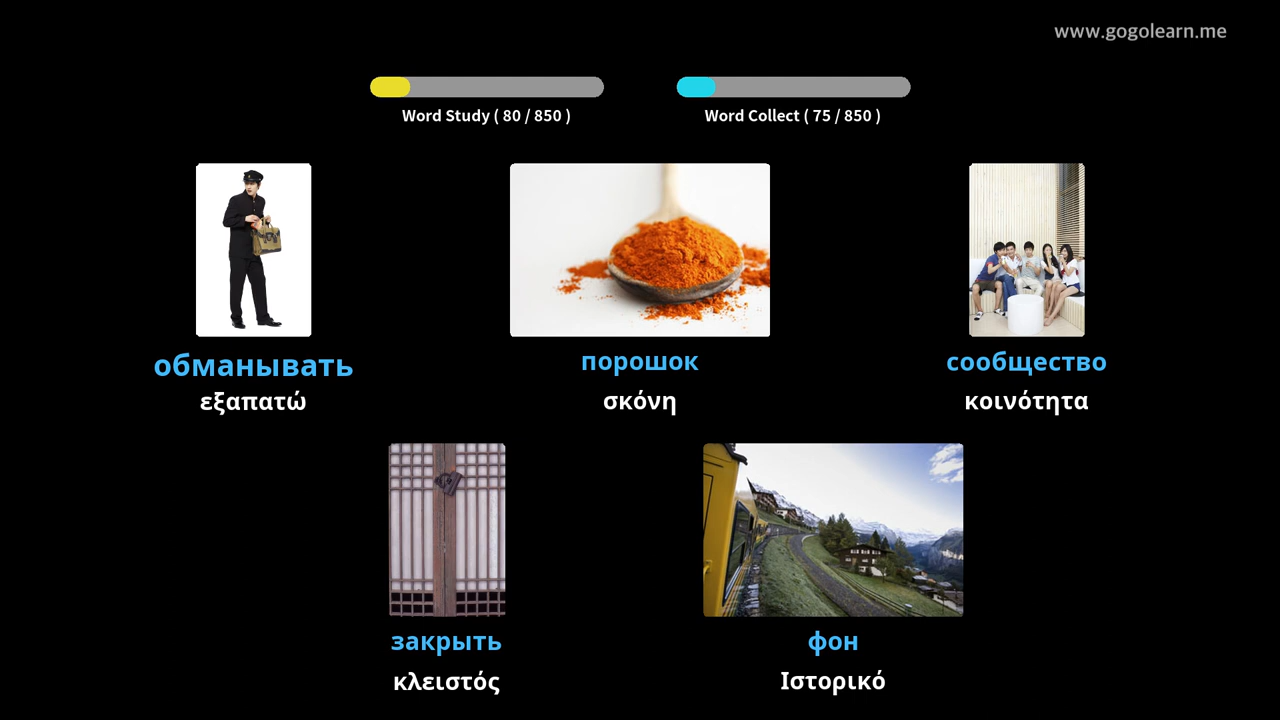 www.gogolearn.me
Word Study ( 80 / 850 )
Word Collect ( 75 / 850 )
обманывать
εξαπατώ
порошок
σκόνη
сообщество
κοινότητα
закрыть
κλειστός
фон
Ιστορικό